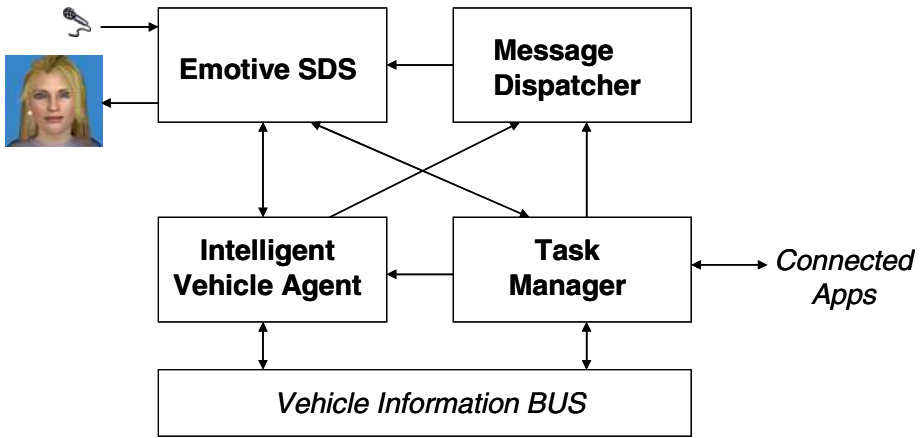 Emotive SDS
Message
Dispatcher
Intelligent
Vehicle Agent
Task
Manager
Connected
Apps
Vehicle Information BUS